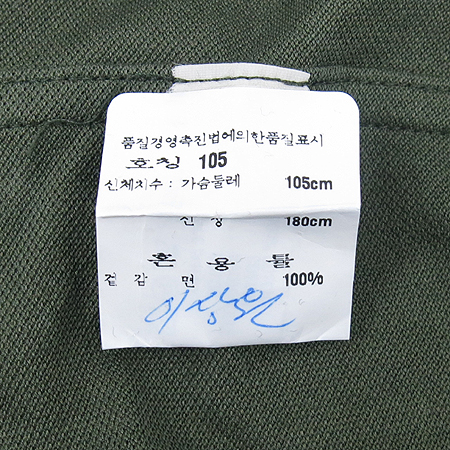 품질경영촉진법에의한품질표시
호칭 105
신체치수 : 가슴둘레 105cm
신장 180cm
혼 용 률
겉 감 면 100%